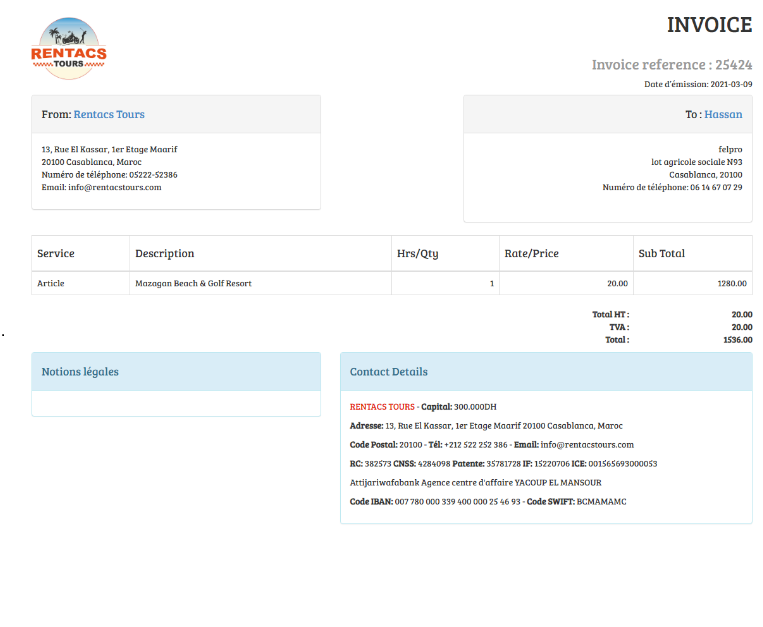 RENTACS
TOURS
INVOICE
Invoice reference : 25424
Date d'émission: 2021-03-09
From: Rentacs Tours
13, Rue El Kassar, 1er Etage Maarif
20100 Casablanca, Maroc
Numéro de téléphone: 05222-52386
Email: info@rentacstours.com
To : Hassan
felpro
lot agricole sociale N93
Casablanca, 20100
Numéro de téléphone: 06 14 67 07 29
Service Description Hrs/Qty Rate/Price Sub Total
Article Mazagan Beach & Golf Resort 1 20.00 1280.00
Total HT : 20.00
TVA : 20.00
Total : 1536.00
.
Notions légales
Contact Details
RENTACS TOURS - Capital: 300.000DH
Adresse: 13, Rue El Kassar, 1er Etage Maarif 20100 Casablanca, Maroc
Code Postal: 20100 - Tél: +212 522 252 386 - Email: info@rentacstours.com
RC: 382573 CNSS: 4284098 Patente: 35781728 IF: 15220706 ICE: 001565693000053
Attijariwafabank Agence centre d'affaire YACOUP EL MANSOUR
Code IBAN: 007 780 000 339 400 000 25 46 93 - Code SWIFT: BCMAMAMC